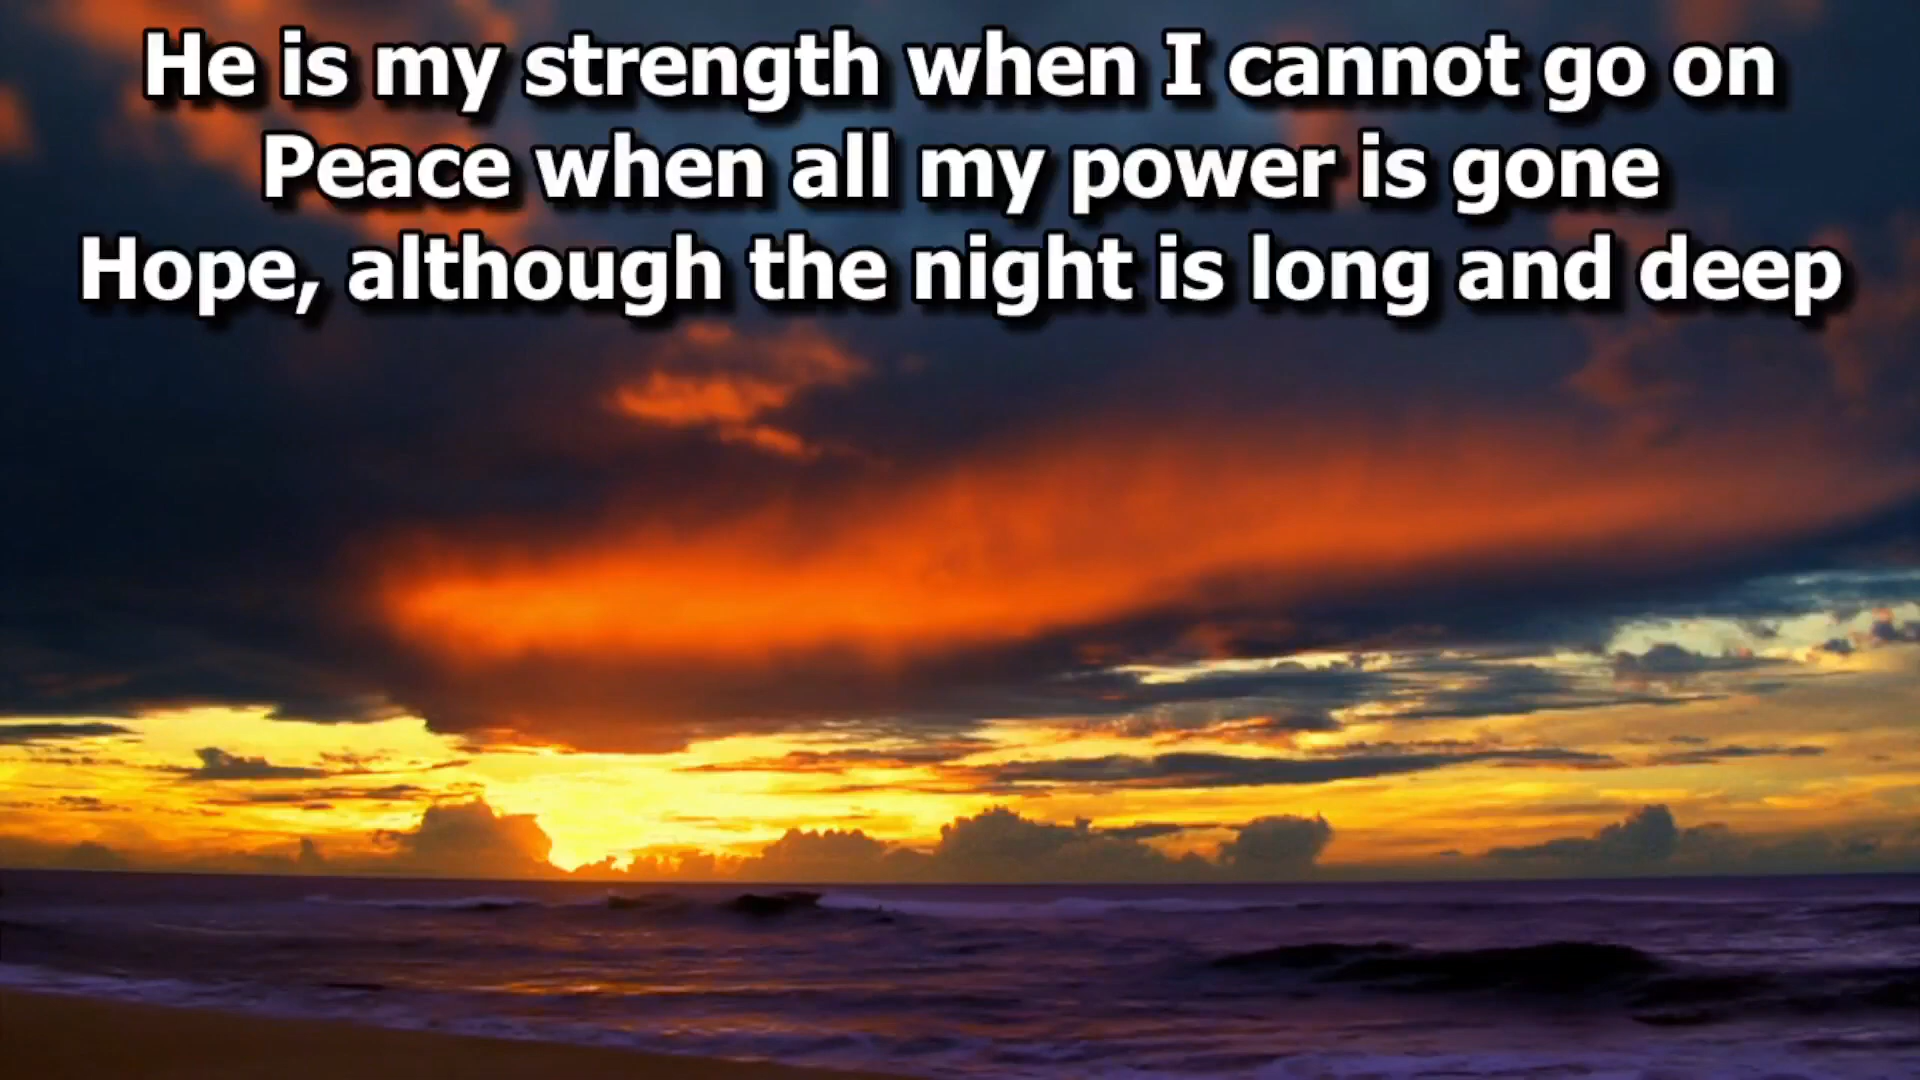 He is my strength when I cannot go on
Peace when all my power is gone
Hope, although the night is long and deep